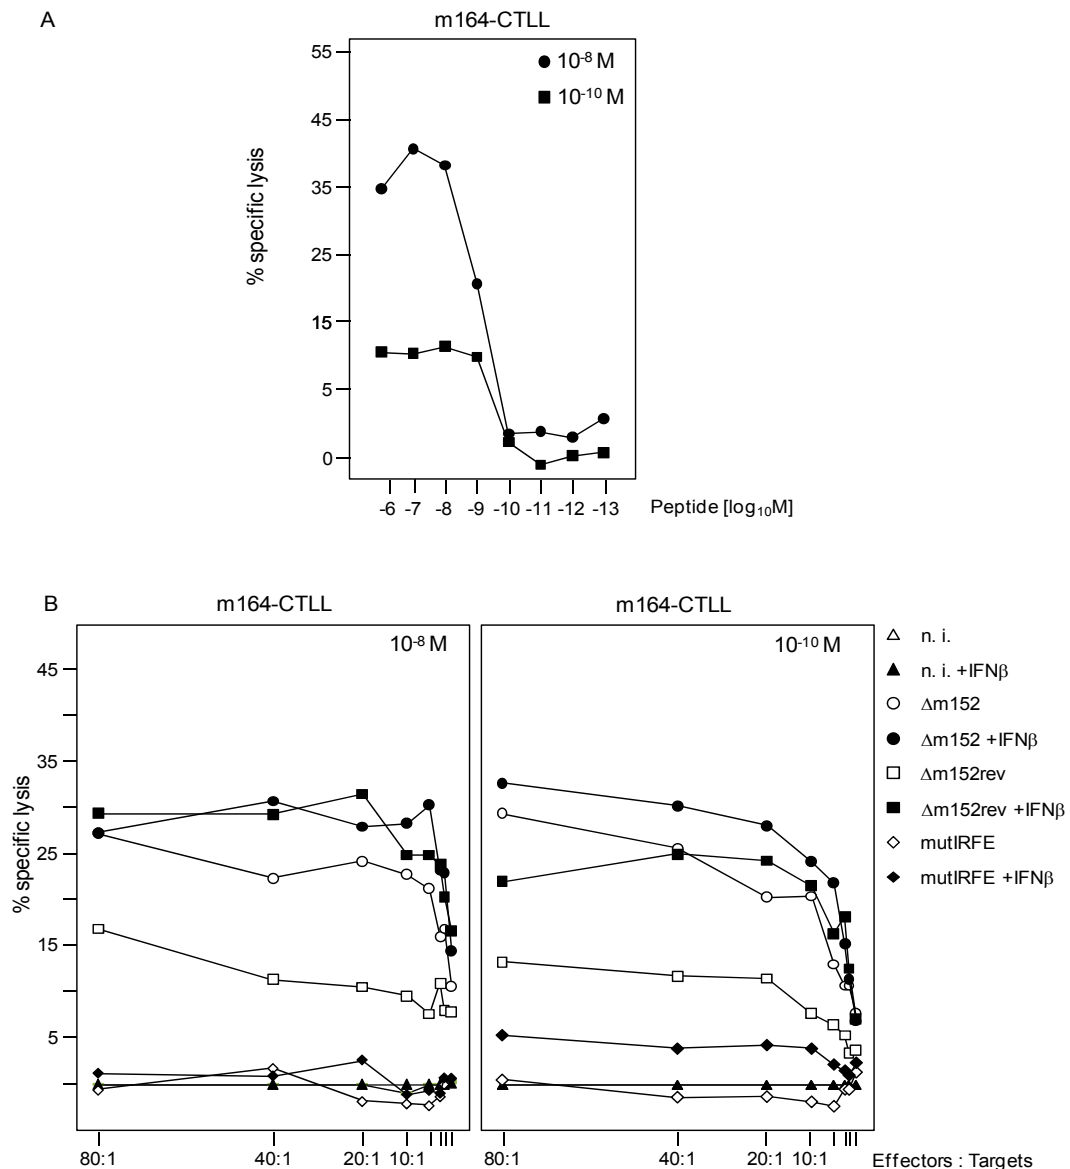 A
m164-CTLL
55
45
35
25
15
5
0
% specific lysis
10-8 M
10-10 M
-6 -7 -8 -9 -10 -11 -12 -13
Peptide [log10M]
B
m164-CTLL
m164-CTLL
10-8 M
10-10 M
45
35
25
15
5
% specific lysis
n. i.
n. i. +IFNβ
Δm152
Δm152 +IFNβ
Δm152rev
Δm152rev +IFNβ
mutIRFE
mutIRFE +IFNβ
80:1 40:1 20:1 10:1
80:1 40:1 20:1 10:1
Effectors : Targets